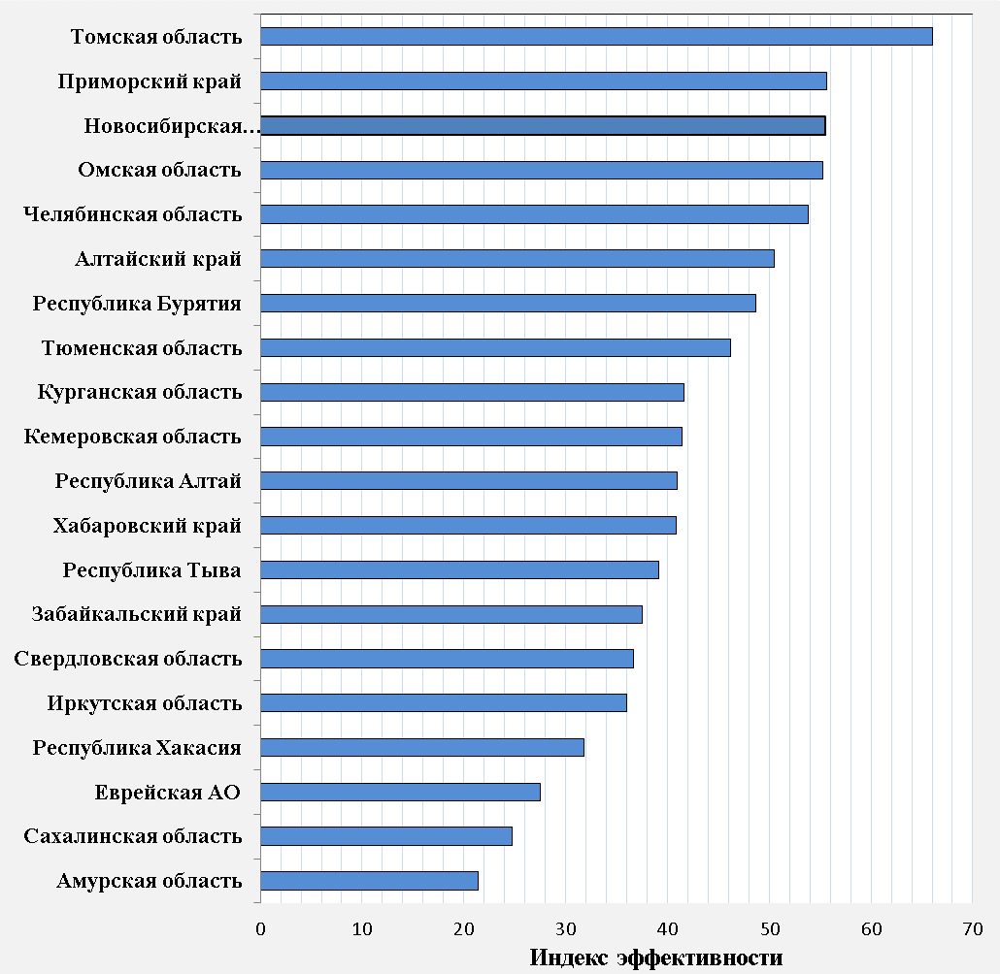 Томская область
Приморский край
Новосибирская…
Омская область
Челябинская область
Алтайский край
Республика Бурятия
Тюменская область
Курганская область
Кемеровская область
Республика Алтай
Хабаровский край
Республика Тыва
Забайкальский край
Свердловская область
Иркутская область
Республика Хакасия
Еврейская АО
Сахалинская область
Амурская область
0 10 20 30 40 50 60 70
Индекс эффективности